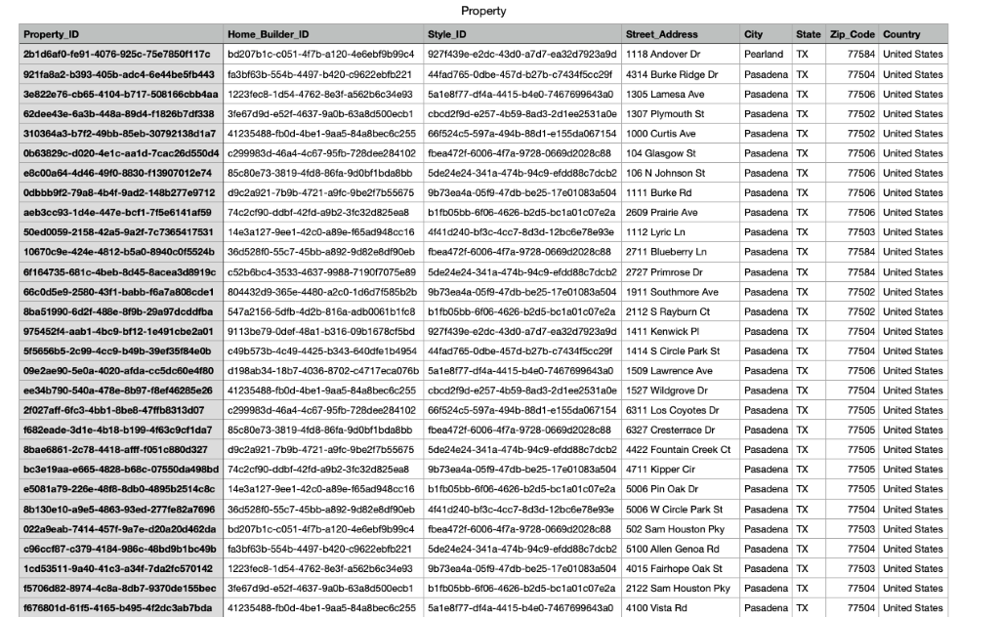 Property
Property_ID Home_Builder_ID Style_ID Street_Address City State Zip_Code Country
2b1d6af0-fe91-4076-925c-75e7850f117c bd207b1c-c051-4f7b-a120-4e6ebf9b99c4 927f439e-e2dc-43d0-a7d7-ea32d7923a9d 1118 Andover Dr Pearland TX 77584 United States
921fa8a2-b393-405b-adc4-6e44be5fb443 fa3bf63b-554b-4497-b420-c9622ebfb221 44fad765-0dbe-457d-b27b-c7434f5cc29f 4314 Burke Ridge Dr Pasadena TX 77504 United States
3e822e76-cb65-4104-b717-508166cbb4aa 1223fec8-1d54-4762-8e3f-a562b6c34e93 5a1e8f77-df4a-4415-b4e0-7467699643a0 1305 Lamesa Ave Pasadena TX 77506 United States
62dee43e-6a3b-448a-89d4-f1826b7df338 3fe67d9d-e52f-4637-9a0b-63a8d500ecb1 cbcd2f9d-e257-4b59-8ad3-2d1ee2531a0e 1307 Plymouth St Pasadena TX 77502 United States
310364a3-b7f2-49bb-85eb-30792138d1a7 41235488-fb0d-4be1-9aa5-84a8bec6c255 66f524c5-597a-494b-88d1-e155da067154 1000 Curtis Ave Pasadena TX 77502 United States
0b63829c-d020-4e1c-aa1d-7cac26d550d4 c299983d-46a4-4c67-95fb-728dee284102 fbea472f-6006-4f7a-9728-0669d2028c88 104 Glasgow St Pasadena TX 77506 United States
e8c00a64-4d46-49f0-8830-f13907012e74 85c80e73-3819-4fd8-86fa-9d0bf1bda8bb 5de24e24-341a-474b-94c9-efdd88c7dcb2 106 N Johnson St Pasadena TX 77506 United States
0dbbb9f2-79a8-4b4f-9ad2-148b277e9712 d9c2a921-7b9b-4721-a9fc-9be2f7b55675 9b73ea4a-05f9-47db-be25-17e01083a504 1111 Burke Rd Pasadena TX 77506 United States
aeb3cc93-1d4e-447e-bcf1-7f5e6141af59 74c2cf90-ddbf-42fd-a9b2-3fc32d825ea8 b1fb05bb-6f06-4626-b2d5-bc1a01c07e2a 2609 Prairie Ave Pasadena TX 77506 United States
50ed0059-2158-42a5-9a2f-7c7365417531 14e3a127-9ee1-42c0-a89e-f65ad948cc16 4f41d240-bf3c-4cc7-8d3d-12bc6e78e93e 1112 Lyric Ln Pasadena TX 77503 United States
10670c9e-424e-4812-b5a0-8940c0f5524b 36d528f0-55c7-45bb-a892-9d82e8df90eb fbea472f-6006-4f7a-9728-0669d2028c88 2711 Blueberry Ln Pasadena TX 77584 United States
6f164735-681c-4beb-8d45-8acea3d8919c c52b6bc4-3533-4637-9988-7190f7075e89 5de24e24-341a-474b-94c9-efdd88c7dcb2 2727 Primrose Dr Pasadena TX 77584 United States
66c0d5e9-2580-43f1-babb-f6a7a808cde1 804432d9-365e-4480-a2c0-1d6d7f585b2b 9b73ea4a-05f9-47db-be25-17e01083a504 1911 Southmore Ave Pasadena TX 77502 United States
8ba51990-6d2f-488e-8f9b-29a97dcddfba 547a2156-5dfb-4d2b-816a-adb0061b1fc8 b1fb05bb-6f06-4626-b2d5-bc1a01c07e2a 2112 S Rayburn Ct Pasadena TX 77502 United States
975452f4-aab1-4bc9-bf12-1e491cbe2a01 9113be79-0def-48a1-b316-09b1678cf5bd 927f439e-e2dc-43d0-a7d7-ea32d7923a9d 1411 Kenwick Pl Pasadena TX 77504 United States
5f5656b5-2c99-4cc9-b49b-39ef35f84e0b c49b573b-4c49-4425-b343-640dfe1b4954 44fad765-0dbe-457d-b27b-c7434f5cc29f 1414 S Circle Park St Pasadena TX 77504 United States
09e2ae90-5e0a-4020-afda-cc5dc60e4f80 d198ab34-18b7-4036-8702-c4717eca076b 5a1e8f77-df4a-4415-b4e0-7467699643a0 1509 Lawrence Ave Pasadena TX 77506 United States
ee34b790-540a-478e-8b97-f8ef46285e26 41235488-fb0d-4be1-9aa5-84a8bec6c255 cbcd2f9d-e257-4b59-8ad3-2d1ee2531a0e 1527 Wildgrove Dr Pasadena TX 77504 United States
2f027aff-6fc3-4bb1-8be8-47ffb8313d07 c299983d-46a4-4c67-95fb-728dee284102 66f524c5-597a-494b-88d1-e155da067154 6311 Los Coyotes Dr Pasadena TX 77505 United States
f682eade-3d1e-4b18-b199-4f63c9cf1da7 85c80e73-3819-4fd8-86fa-9d0bf1bda8bb fbea472f-6006-4f7a-9728-0669d2028c88 6327 Cresterrace Dr Pasadena TX 77505 United States
8bae6861-2c78-4418-afff-f051c880d327 d9c2a921-7b9b-4721-a9fc-9be2f7b55675 5de24e24-341a-474b-94c9-efdd88c7dcb2 4422 Fountain Creek Ct Pasadena TX 77505 United States
bc3e19aa-e665-4828-b68c-07550da498bd 74c2cf90-ddbf-42fd-a9b2-3fc32d825ea8 9b73ea4a-05f9-47db-be25-17e01083a504 4711 Kipper Cir Pasadena TX 77505 United States
e5081a79-226e-48f8-8db0-4895b2514c8c 14e3a127-9ee1-42c0-a89e-f65ad948cc16 b1fb05bb-6f06-4626-b2d5-bc1a01c07e2a 5006 Pin Oak Dr Pasadena TX 77505 United States
8b130e10-a9e5-4863-93ed-277fe82a7696 36d528f0-55c7-45bb-a892-9d82e8df90eb 4f41d240-bf3c-4cc7-8d3d-12bc6e78e93e 5006 W Circle Park St Pasadena TX 77504 United States
022a9eab-7414-457f-9a7e-d20a20d462da bd207b1c-c051-4f7b-a120-4e6ebf9b99c4 fbea472f-6006-4f7a-9728-0669d2028c88 502 Sam Houston Pky Pasadena TX 77503 United States
c96ccf87-c379-4184-986c-48bd9b1bc49b fa3bf63b-554b-4497-b420-c9622ebfb221 5de24e24-341a-474b-94c9-efdd88c7dcb2 5100 Allen Genoa Rd Pasadena TX 77504 United States
1cd53511-9a40-41c3-a34f-7da2fc570142 1223fec8-1d54-4762-8e3f-a562b6c34e93 9b73ea4a-05f9-47db-be25-17e01083a504 4015 Fairhope Oak St Pasadena TX 77503 United States
f5706d82-8974-4c8a-8db7-9370de155bec 3fe67d9d-e52f-4637-9a0b-63a8d500ecb1 b1fb05bb-6f06-4626-b2d5-bc1a01c07e2a 2122 Sam Houston Pky Pasadena TX 77504 United States
f676801d-61f5-4165-b495-4f2dc3ab7bda 41235488-fb0d-4be1-9aa5-84a8bec6c255 5a1e8f77-df4a-4415-b4e0-7467699643a0 4100 Vista Rd Pasadena TX 77504 United States